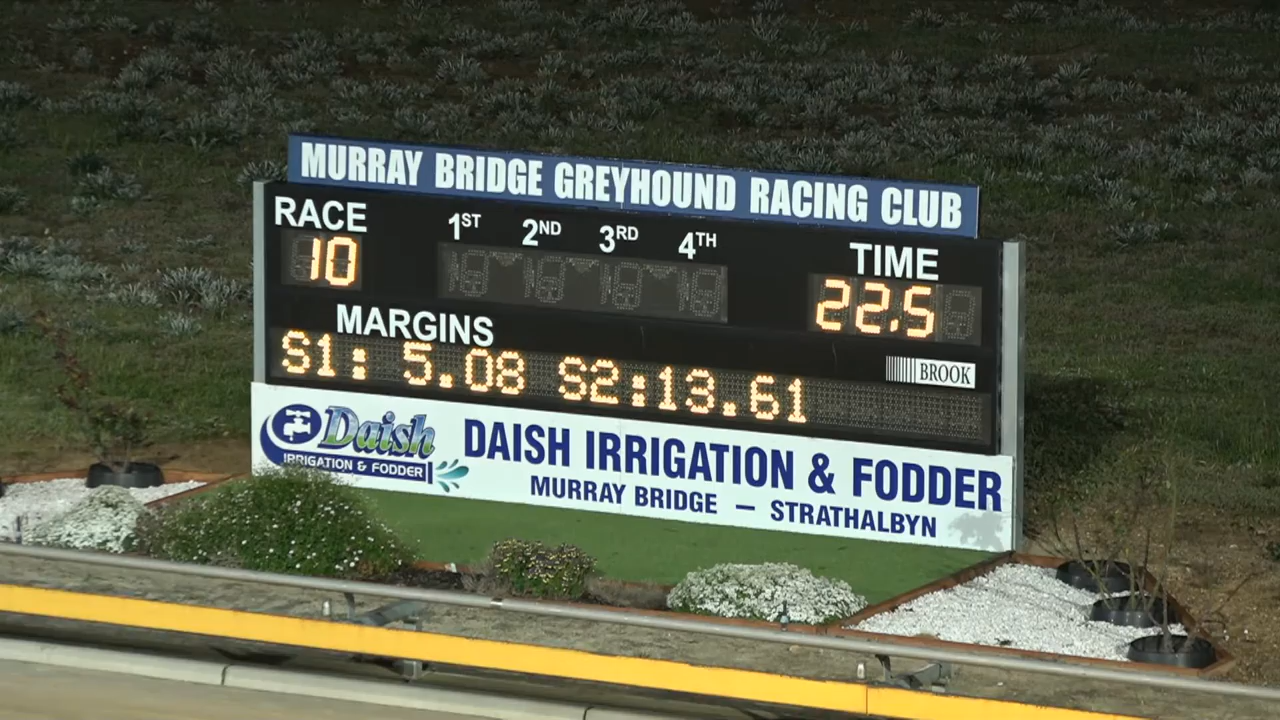 MURRAY BRIDGE GREYHOUND RACING CLUB
RACE 1ST 2ND 3RD 4TH TIME
10 22.5
MARGINS
S1: 5.08 S2:13.61
BROOK
Daish
IRRIGATION & FODDER
DAISH IRRIGATION & FODDER
MURRAY BRIDGE — STRATHALBYN